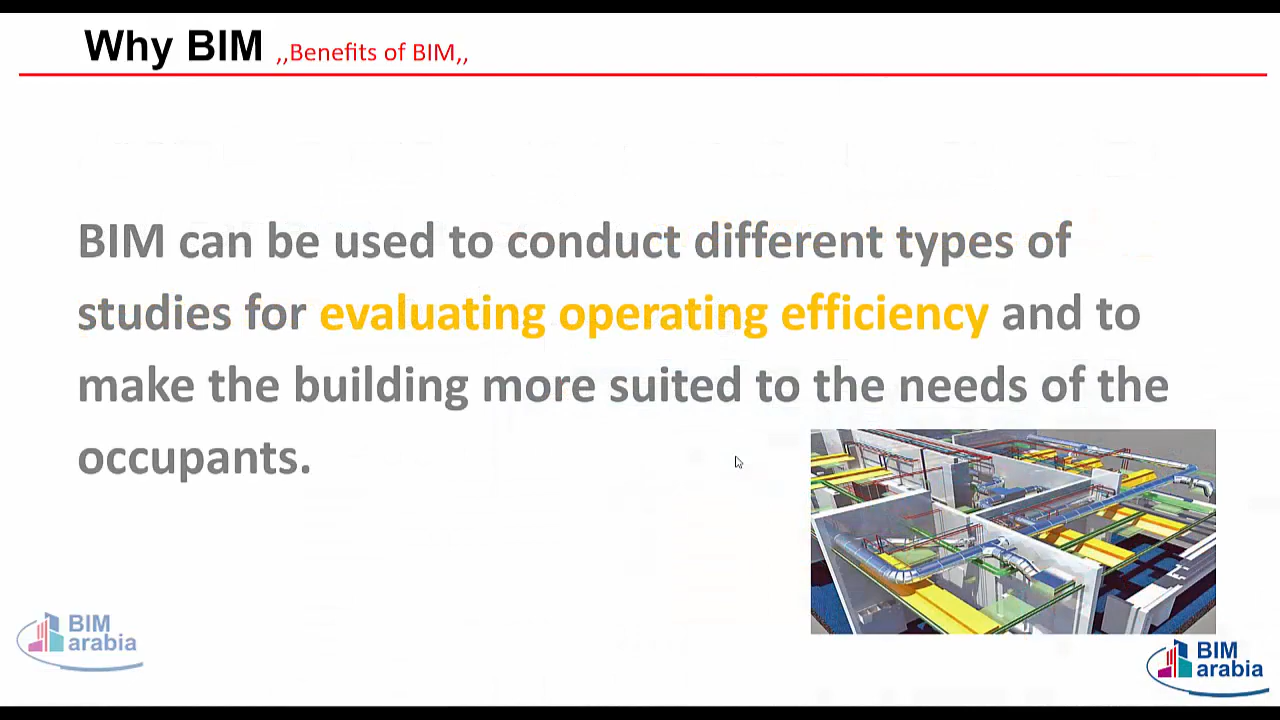 Why BIM ,,Benefits of BIM,,
BIM can be used to conduct different types of
studies for evaluating operating efficiency and to
make the building more suited to the needs of the
occupants.
BIM
arabia
BIM
arabia